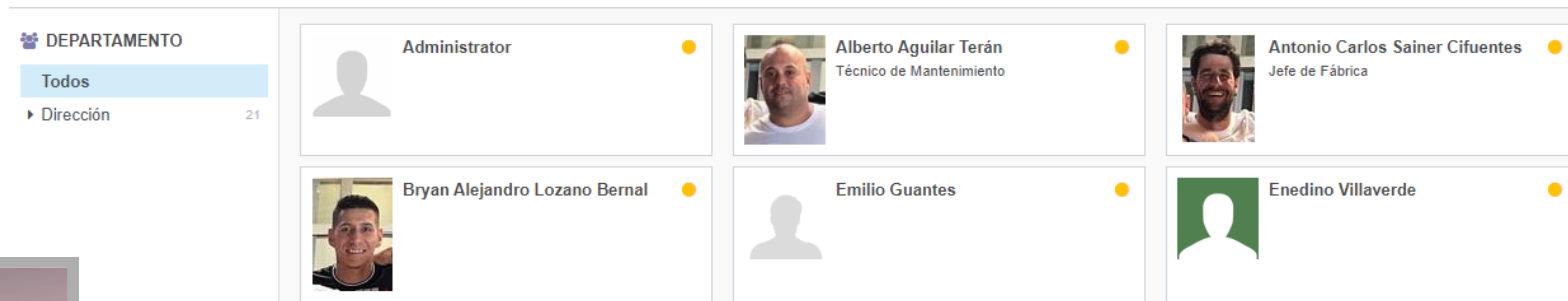 DEPARTAMENTO
Todos
Dirección 21
Administrator
Alberto Aguilar Terán
Técnico de Mantenimiento
Antonio Carlos Sainer Cifuentes
Jefe de Fábrica
Bryan Alejandro Lozano Bernal
Emilio Guantes
Enedino Villaverde